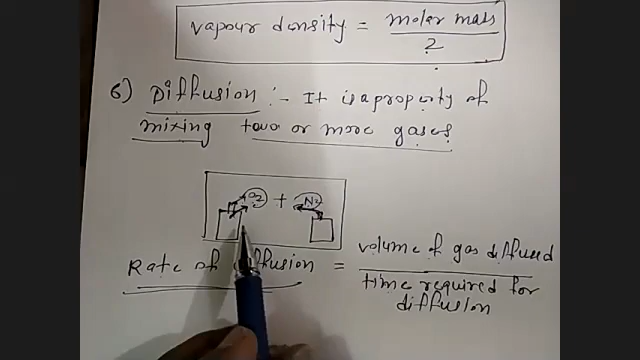 vapour density = molar mass / 2
6) Diffusion :- It is a property of
mixing two or more gases
O2 + N2
Rate of diffusion = volume of gas diffused / time required for diffusion